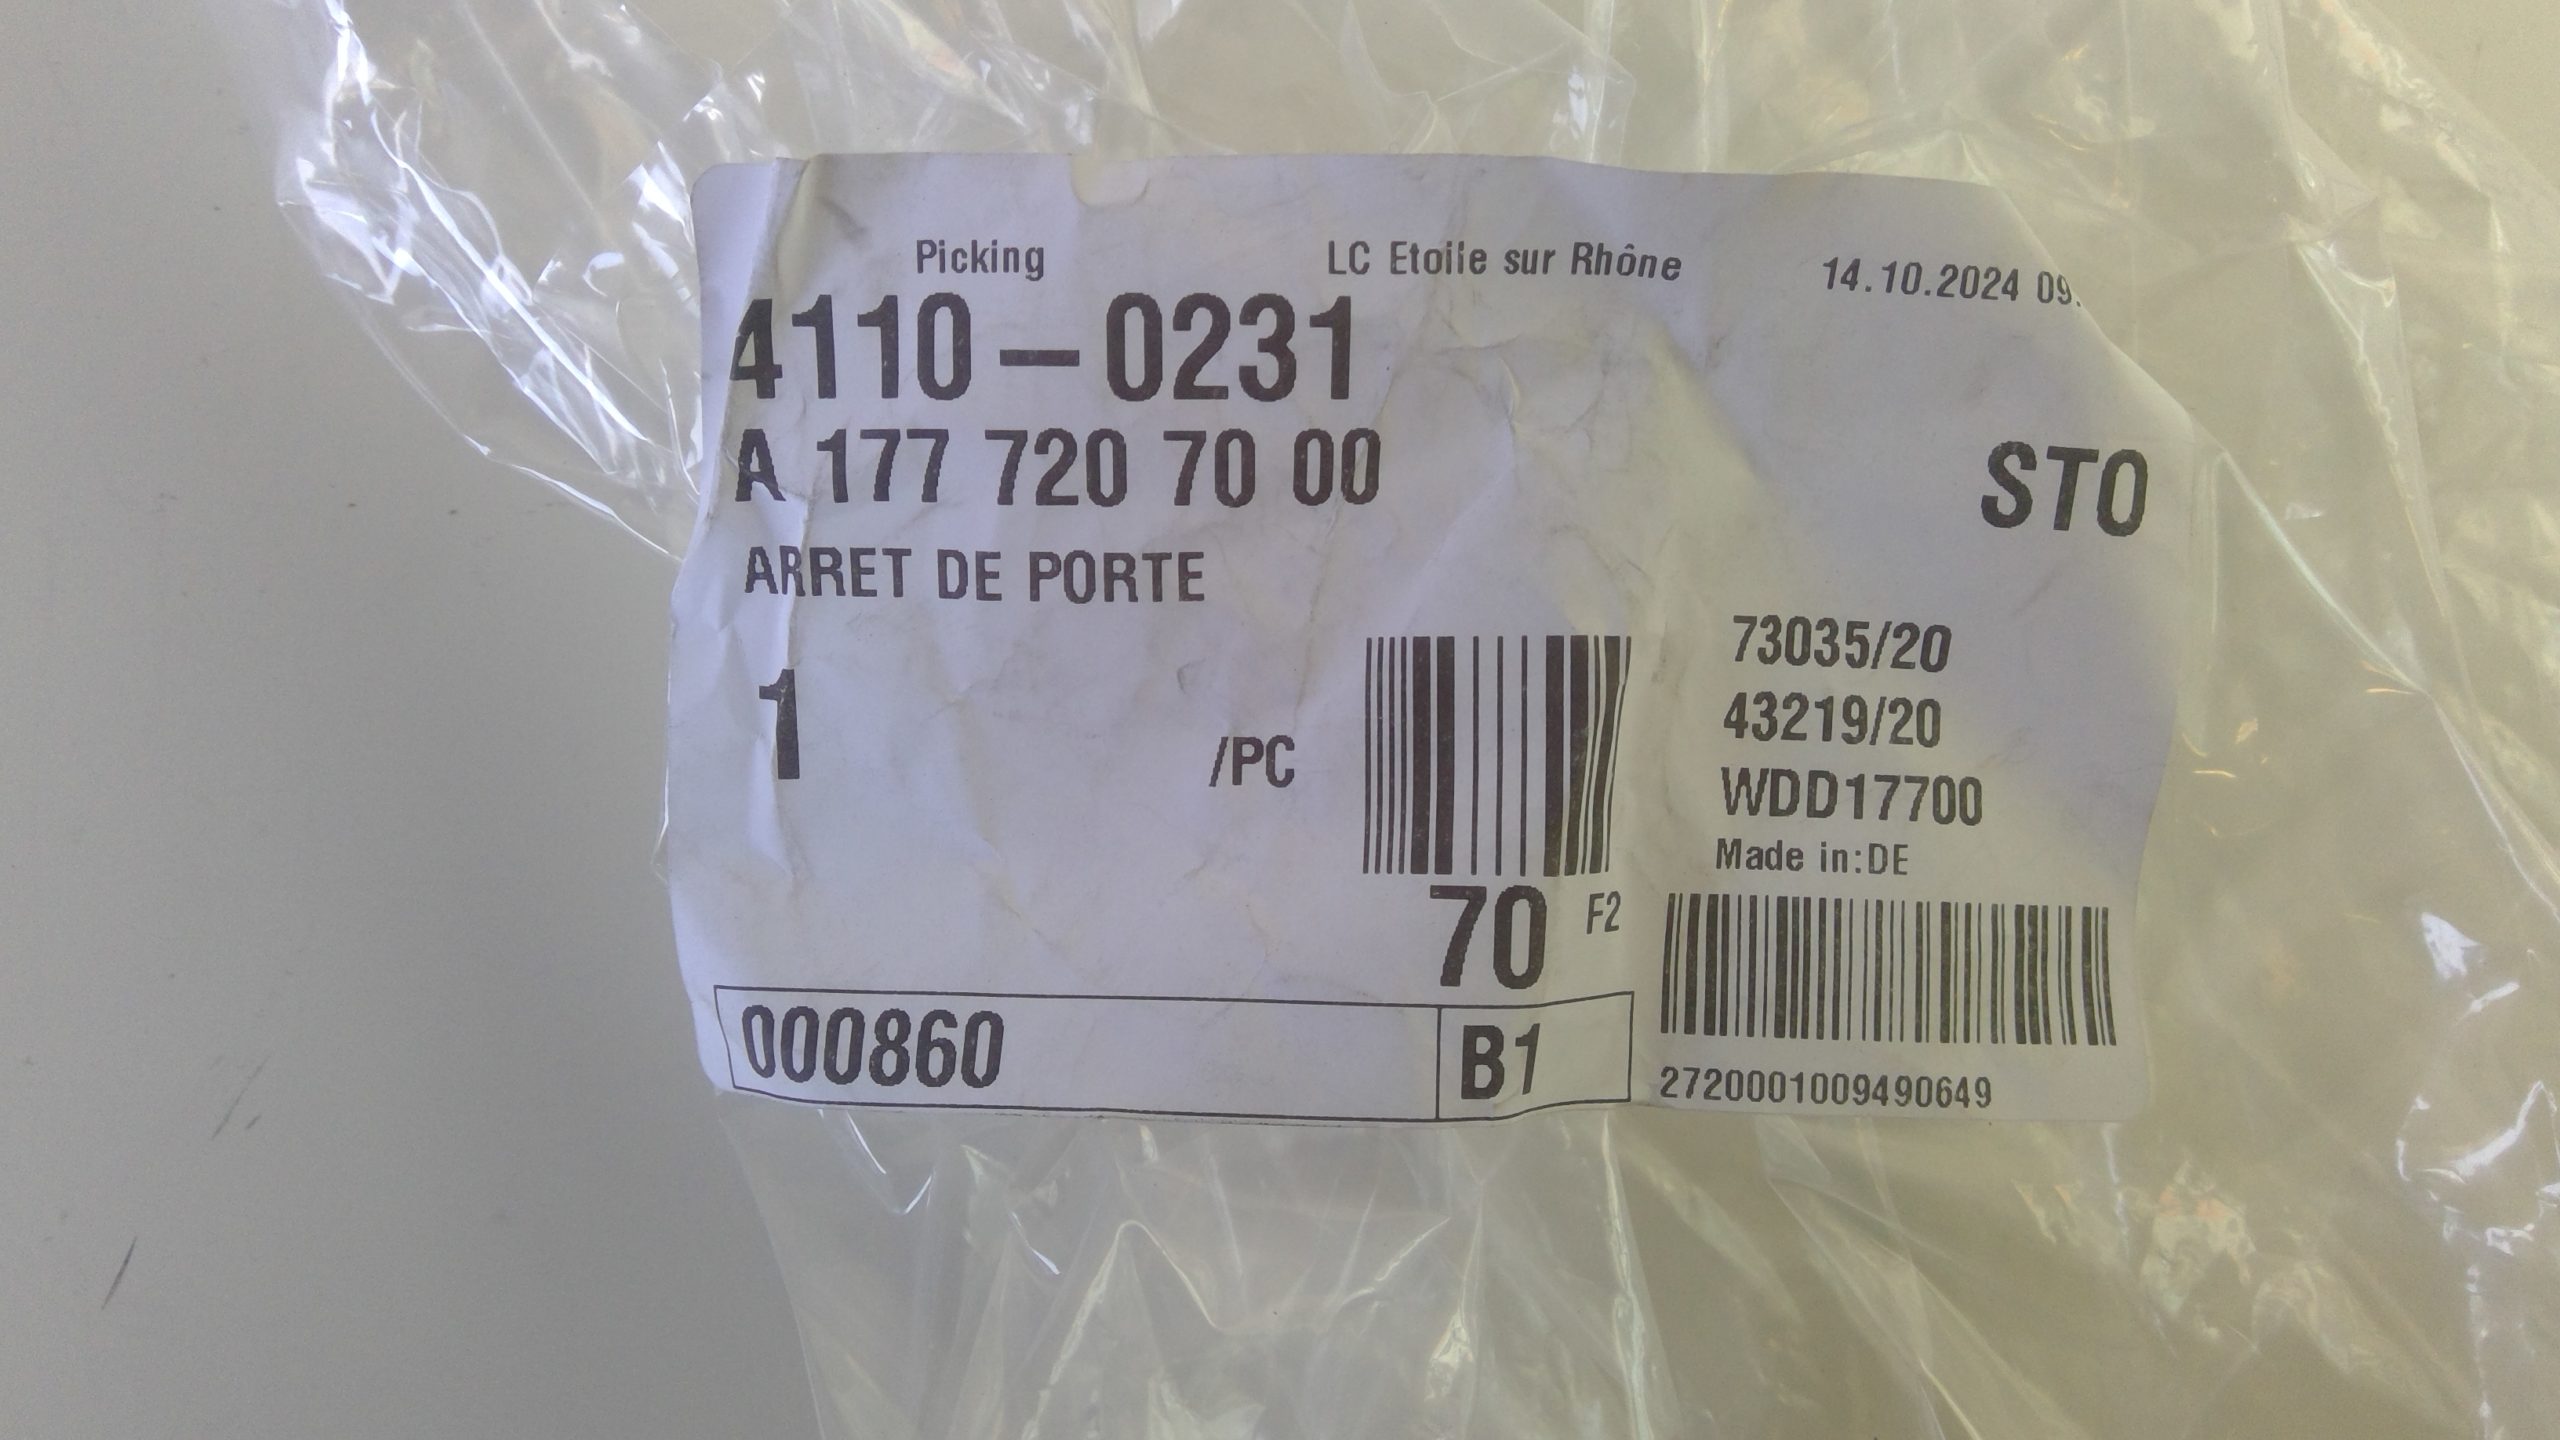 Picking LC Etoile sur Rhône 14.10.2024 09.
4110-0231
A 177 720 70 00
STO
ARRET DE PORTE
1 /PC
73035/20
43219/20
WDD17700
Made in:DE
70 F2
000860 B1
2720001009490649